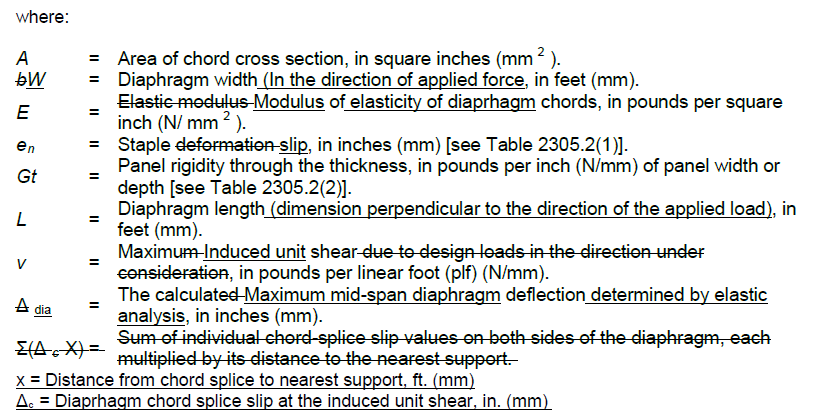 where:
A = Area of chord cross section, in square inches (mm 2 ).
bW = Diaphragm width (In the direction of applied force, in feet (mm).
E = Elastic modulus Modulus of elasticity of diaprhagm chords, in pounds per square
inch (N/ mm 2 ).
en = Staple deformation slip, in inches (mm) [see Table 2305.2(1)].
Gt = Panel rigidity through the thickness, in pounds per inch (N/mm) of panel width or
depth [see Table 2305.2(2)].
L = Diaphragm length (dimension perpendicular to the direction of the applied load), in
feet (mm).
v = Maximum Induced unit shear due to design loads in the direction under
consideration, in pounds per linear foot (plf) (N/mm).
Δ dia = The calculated Maximum mid-span diaphragm deflection determined by elastic
analysis, in inches (mm).
Σ(Δ c X) = Sum of individual chord-splice slip values on both sides of the diaphragm, each
multiplied by its distance to the nearest support.
x = Distance from chord splice to nearest support, ft. (mm)
Δc = Diaprhagm chord splice slip at the induced unit shear, in. (mm)